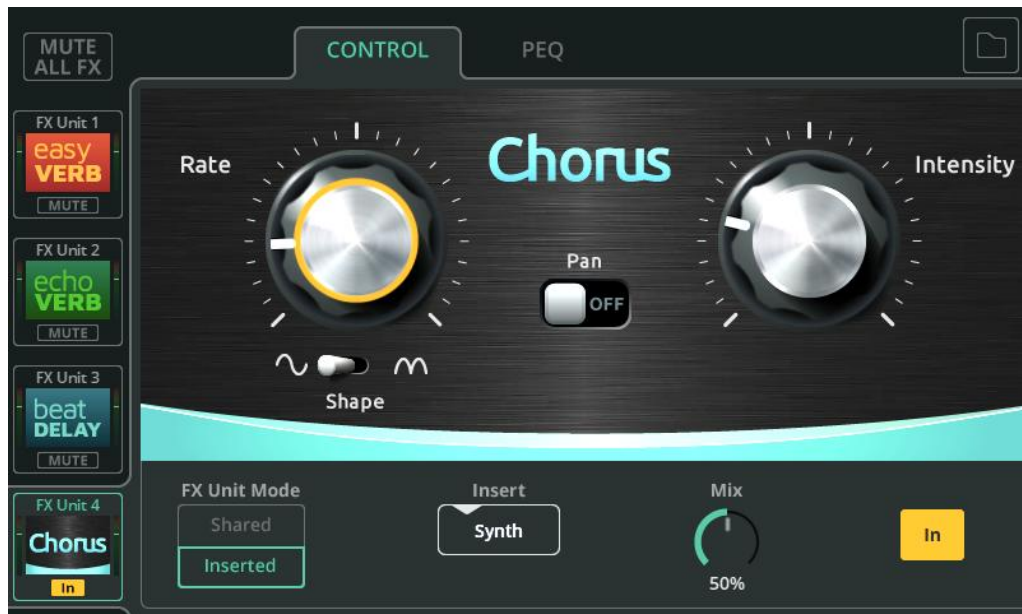 MUTE
ALL FX
CONTROL
PEQ
FX Unit 1
easy
VERB
MUTE
FX Unit 2
echo
VERB
MUTE
FX Unit 3
beat
DELAY
MUTE
FX Unit 4
Chorus
In
Rate
Chorus
Intensity
Pan
OFF
Shape
FX Unit Mode
Shared
Inserted
Insert
Synth
Mix
50%
In